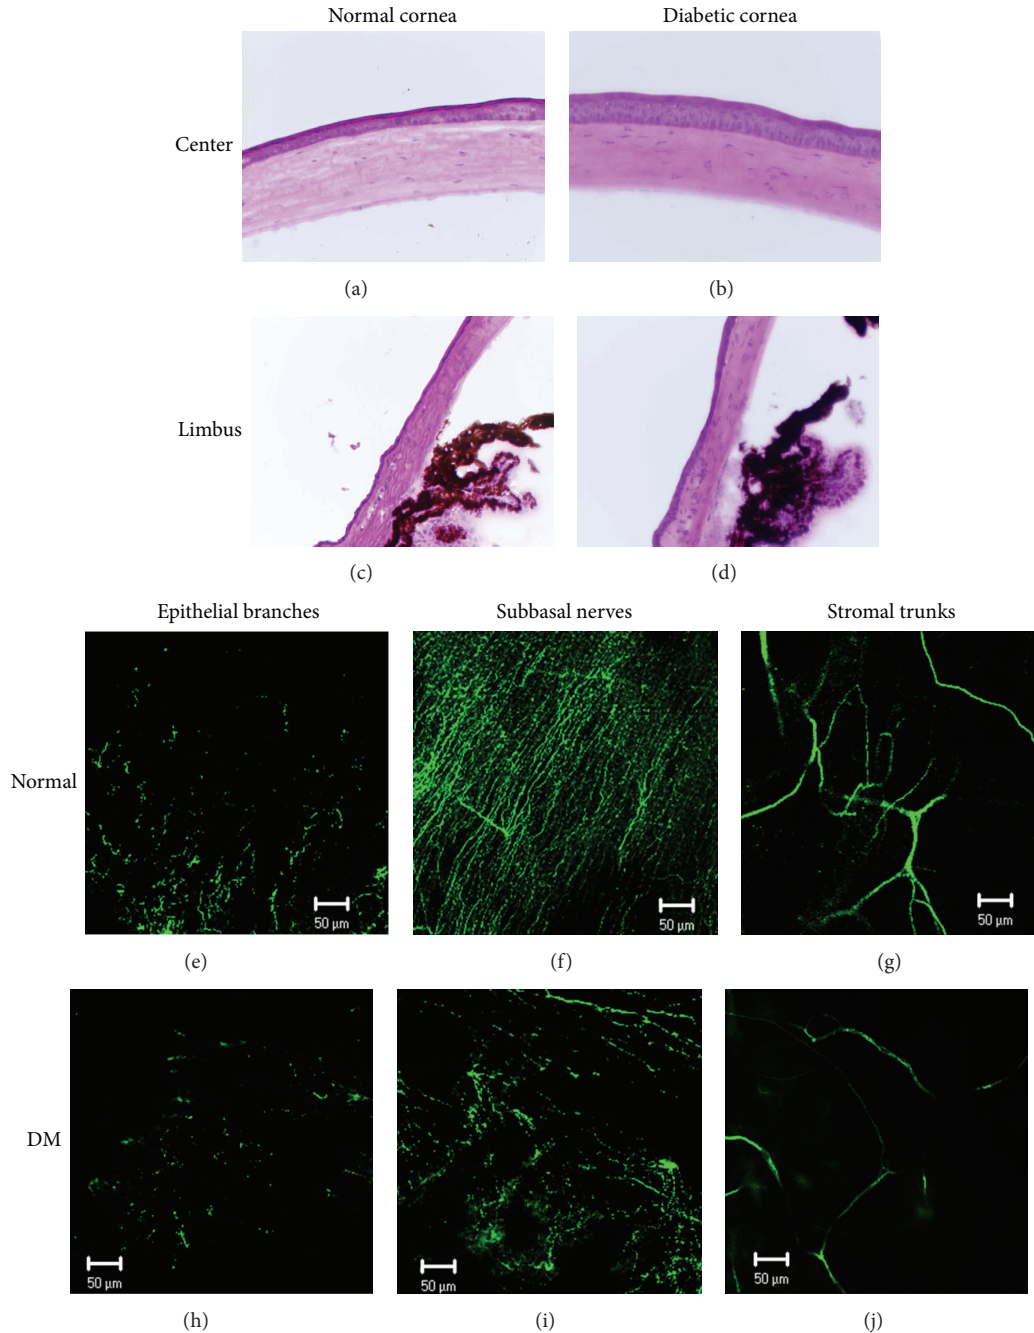 Normal cornea
Diabetic cornea
Center
(a)
(b)
Limbus
(c)
(d)
Epithelial branches
Subbasal nerves
Stromal trunks
Normal
50 μm
50 μm
50 μm
(e)
(f)
(g)
DM
50 μm
50 μm
50 μm
(h)
(i)
(j)